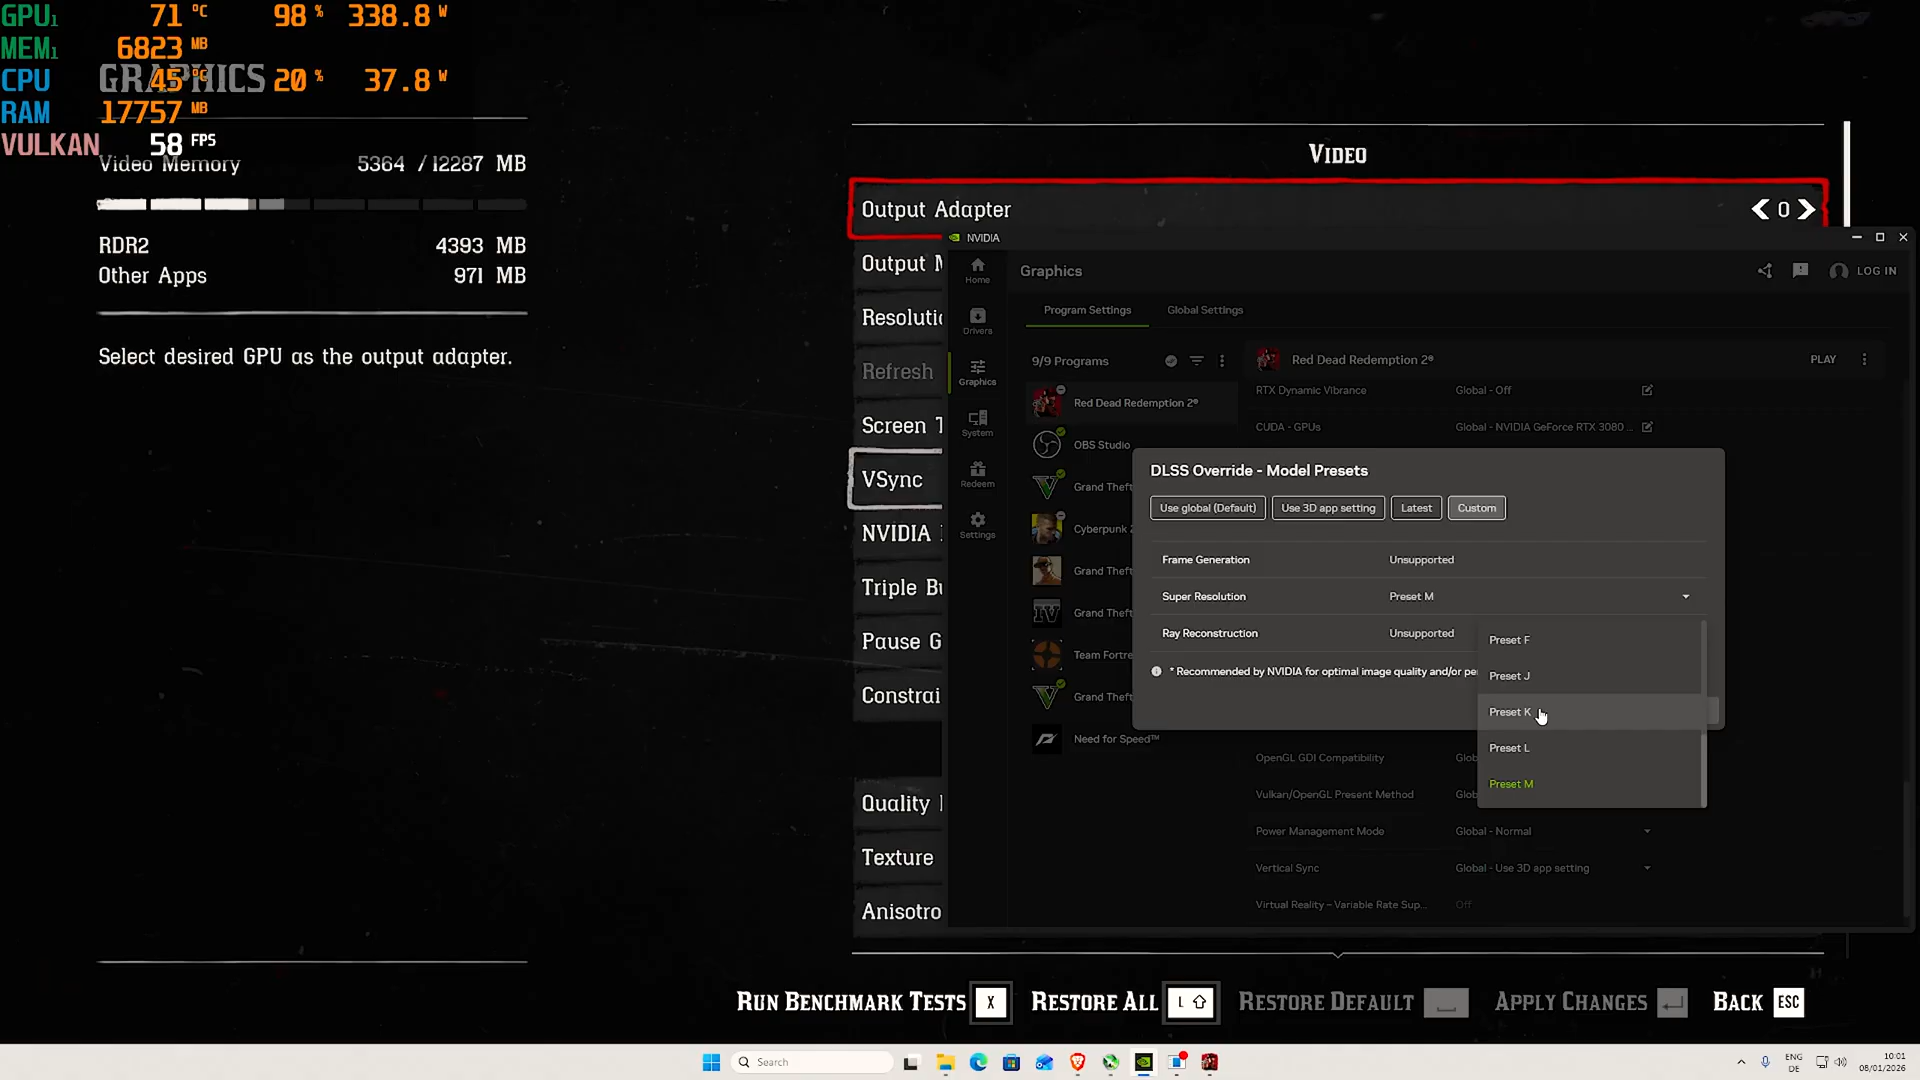 GPU1 71 °C 98 % 338.8 W
MEM1 6823 MB
CPU 45 °C 20 % 37.8 W
GRAPHICS
RAM 17757 MB
VULKAN 58 FPS
Video Memory 5364 / 12287 MB
RDR2 4393 MB
Other Apps 971 MB
Select desired GPU as the output adapter.
VIDEO
Output Adapter 0
Output M
Resolutio
Refresh
Screen T
VSync
NVIDIA
Triple Bu
Pause G
Constrai
Quality
Texture
Anisotro
NVIDIA
Home
Drivers
Graphics
System
Redeem
Settings
Graphics
LOG IN
Program Settings Global Settings
9/9 Programs
Red Dead Redemption 2®
OBS Studio
Grand Theft
Cyberpunk 2
Grand Theft
Grand Theft
Team Fortre
Grand Theft
Need for Speed™
Red Dead Redemption 2® PLAY
RTX Dynamic Vibrance Global - Off
CUDA - GPUs Global - NVIDIA GeForce RTX 3080 ...
DLSS Override - Model Presets
Use global (Default) Use 3D app setting Latest Custom
Frame Generation Unsupported
Super Resolution Preset M
Ray Reconstruction Unsupported
* Recommended by NVIDIA for optimal image quality and/or pe
Preset F
Preset J
Preset K
Preset L
Preset M
OpenGL GDI Compatibility Glob
Vulkan/OpenGL Present Method Glob
Power Management Mode Global - Normal
Vertical Sync Global - Use 3D app setting
Virtual Reality – Variable Rate Sup... Off
RUN BENCHMARK TESTS X RESTORE ALL L RESTORE DEFAULT APPLY CHANGES BACK ESC
Search
ENG
DE
10:01
08/01/2026